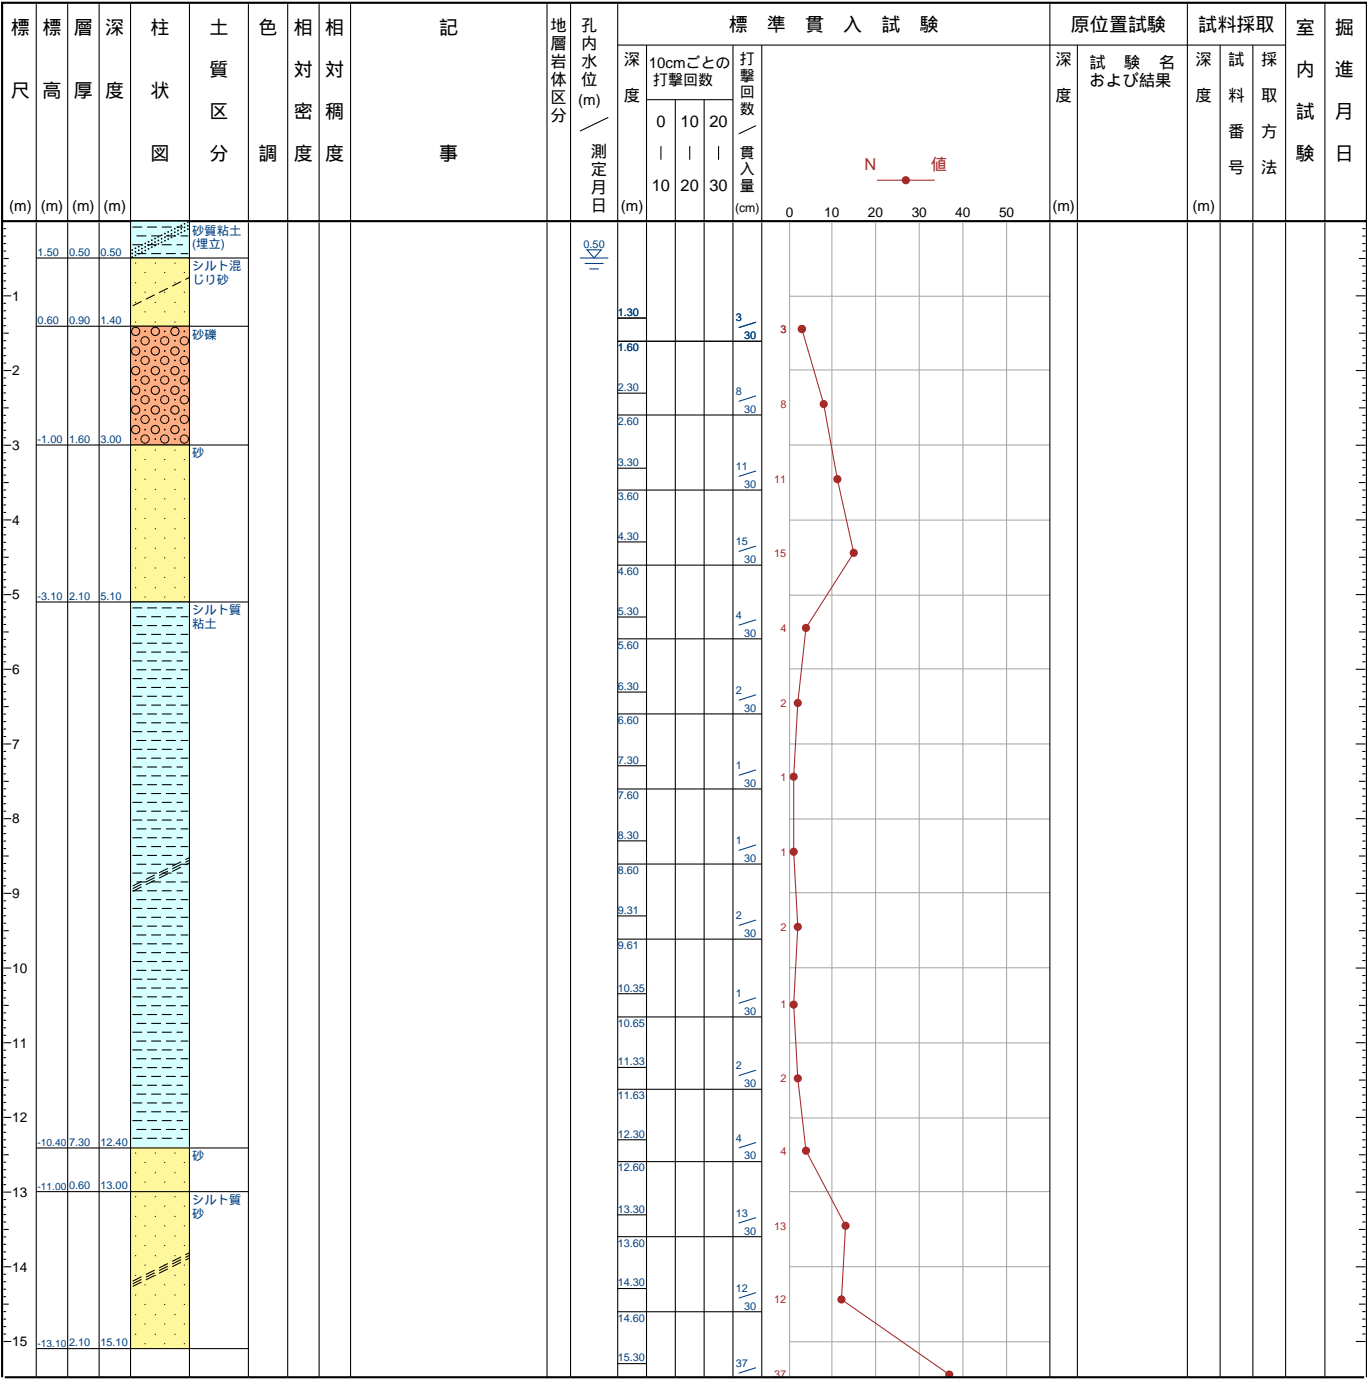 標尺(m)
標高(m)
層厚(m)
深度(m)
柱状図
土質区分
色調
相対密度
相対稠度
記事
地層岩体区分
孔内水位(m)／測定月日
標準貫入試験
深度(m)
10cmごとの
打撃回数
0 10 20
| | |
10 20 30
打撃回数／貫入量(cm)
N 値
0 10 20 30 40 50
原位置試験
深度(m)
試験名
および結果
試料採取
深度(m)
試料番号
採取方法
室内試験
掘進月日
砂質粘土
(埋立)
1.50 0.50 0.50
0.50
シルト混
じり砂
1
0.60 0.90 1.40
1.30
3
30
3
1.60
砂礫
2
2.30
8
30
8
2.60
-1.00 1.60 3.00
3
砂
3.30
11
30
11
3.60
4
4.30
15
30
15
4.60
5
-3.10 2.10 5.10
シルト質
粘土
5.30
4
30
4
5.60
6
6.30
2
30
2
6.60
7
7.30
1
30
1
7.60
8
8.30
1
30
1
8.60
9
9.31
2
30
2
9.61
10
10.35
1
30
1
10.65
11
11.33
2
30
2
11.63
12
12.30
4
30
4
-10.40 7.30 12.40
砂
12.60
-11.00 0.60 13.00
13
シルト質
砂
13.30
13
30
13
13.60
14
14.30
12
30
12
14.60
15
-13.10 2.10 15.10
15.30
37
37